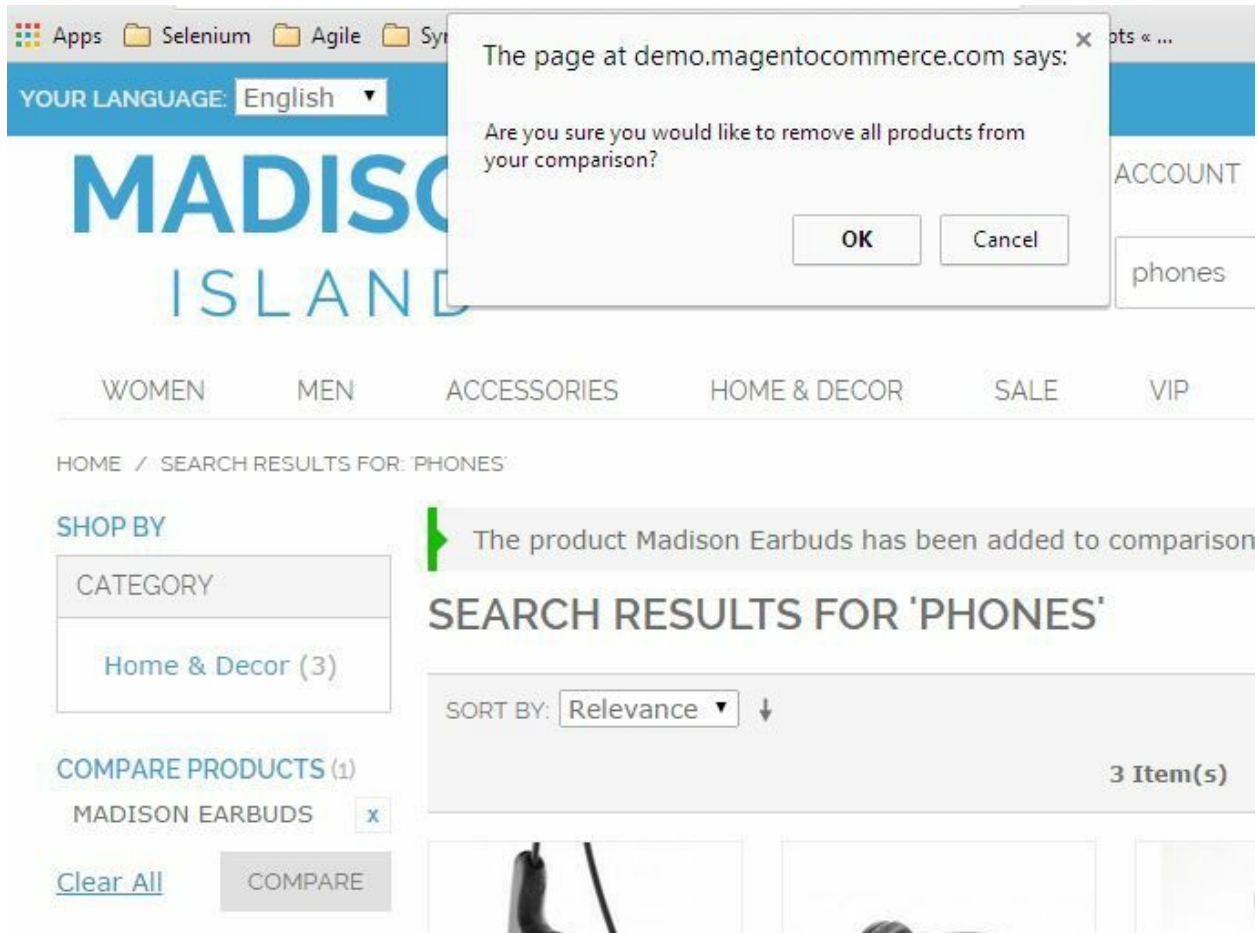 Apps Selenium Agile
The page at demo.magentocommerce.com says: ×
pts « ...
YOUR LANGUAGE: English
Are you sure you would like to remove all products from
your comparison?
OK Cancel
ACCOUNT
ISLAND
phones
WOMEN MEN ACCESSORIES HOME & DECOR SALE VIP
HOME / SEARCH RESULTS FOR: 'PHONES'
SHOP BY
The product Madison Earbuds has been added to comparison
CATEGORY
SEARCH RESULTS FOR 'PHONES'
Home & Decor (3)
SORT BY: Relevance
COMPARE PRODUCTS (1)
3 Item(s)
MADISON EARBUDS x
Clear All COMPARE